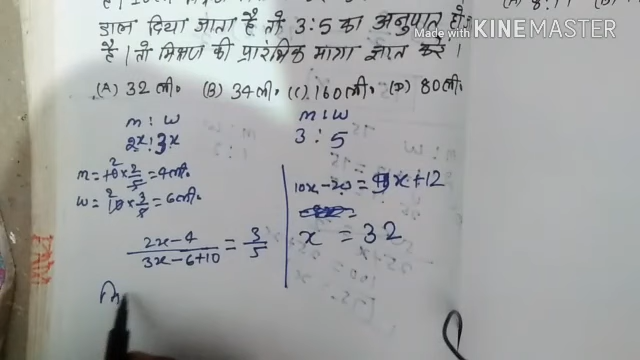 डाल दिया जाता है तो 3:5 का अनुपात हो
Made with KINEMASTER
है। तो मिश्रण की प्रारंभिक मात्रा ज्ञात करें।
(A) 32 ली॰ (B) 34 ली॰ (C) 160 ली॰ (D) 80 ली॰
m : w
2x : 3x
m = 10 × 2/5 = 4 ली॰
w = 10 × 3/5 = 6 ली॰
(2x-4)/(3x-6+10) = 3/5
मि
m : w
3 : 5
10x-20 = 9x+12
x = 32